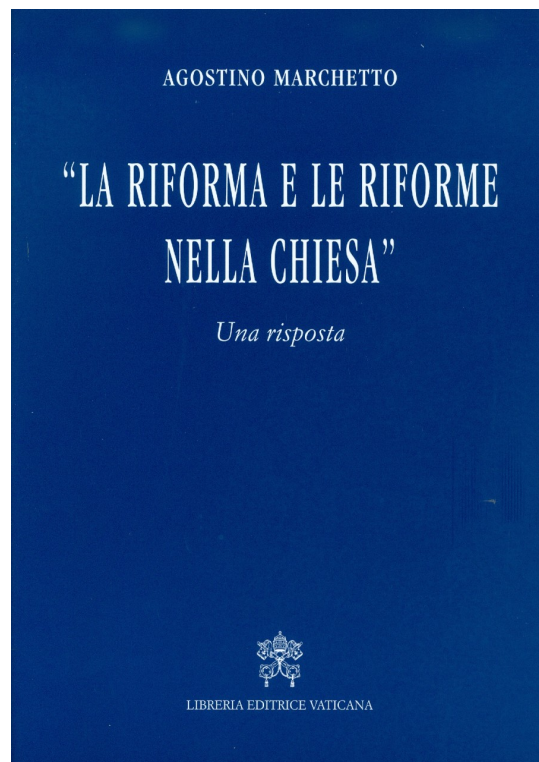 AGOSTINO MARCHETTO
“LA RIFORMA E LE RIFORME
NELLA CHIESA”
Una risposta
LIBRERIA EDITRICE VATICANA